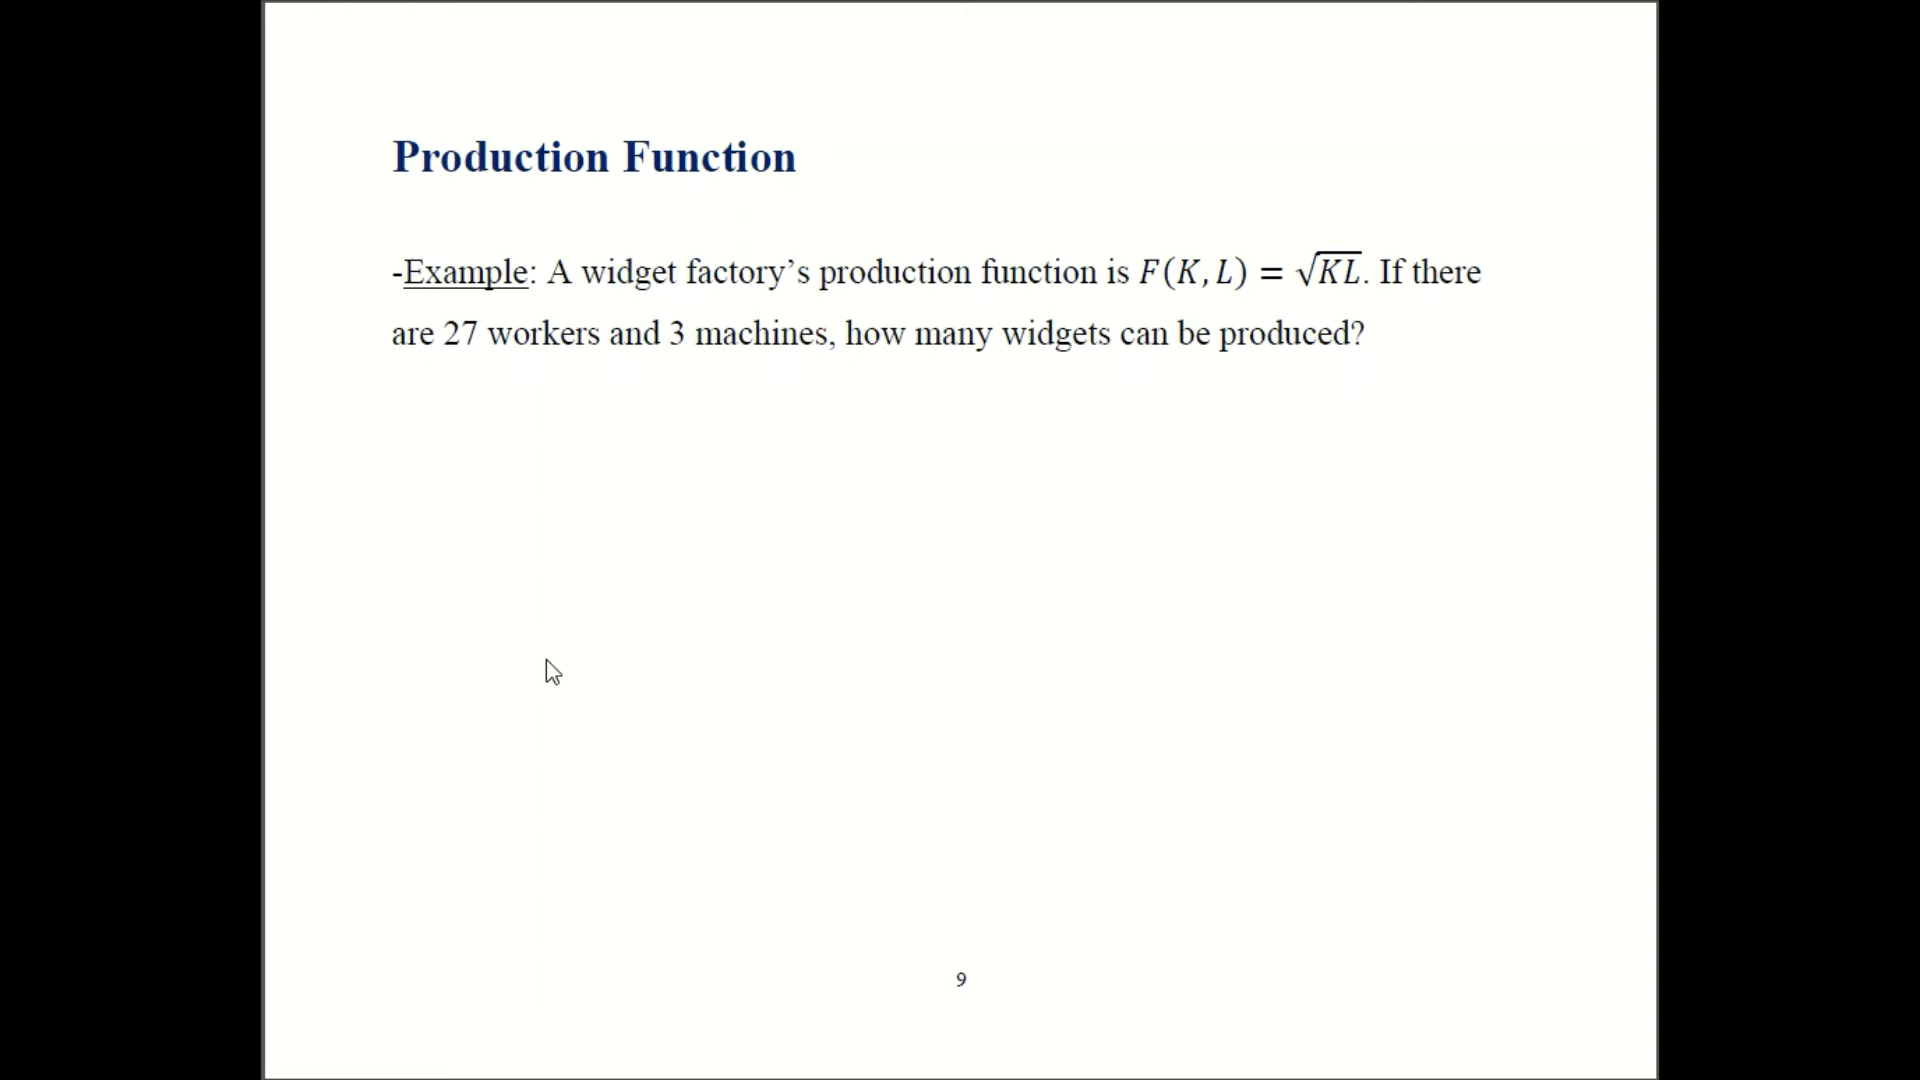 Production Function
-Example: A widget factory’s production function is F(K, L) = √KL. If there
are 27 workers and 3 machines, how many widgets can be produced?
9